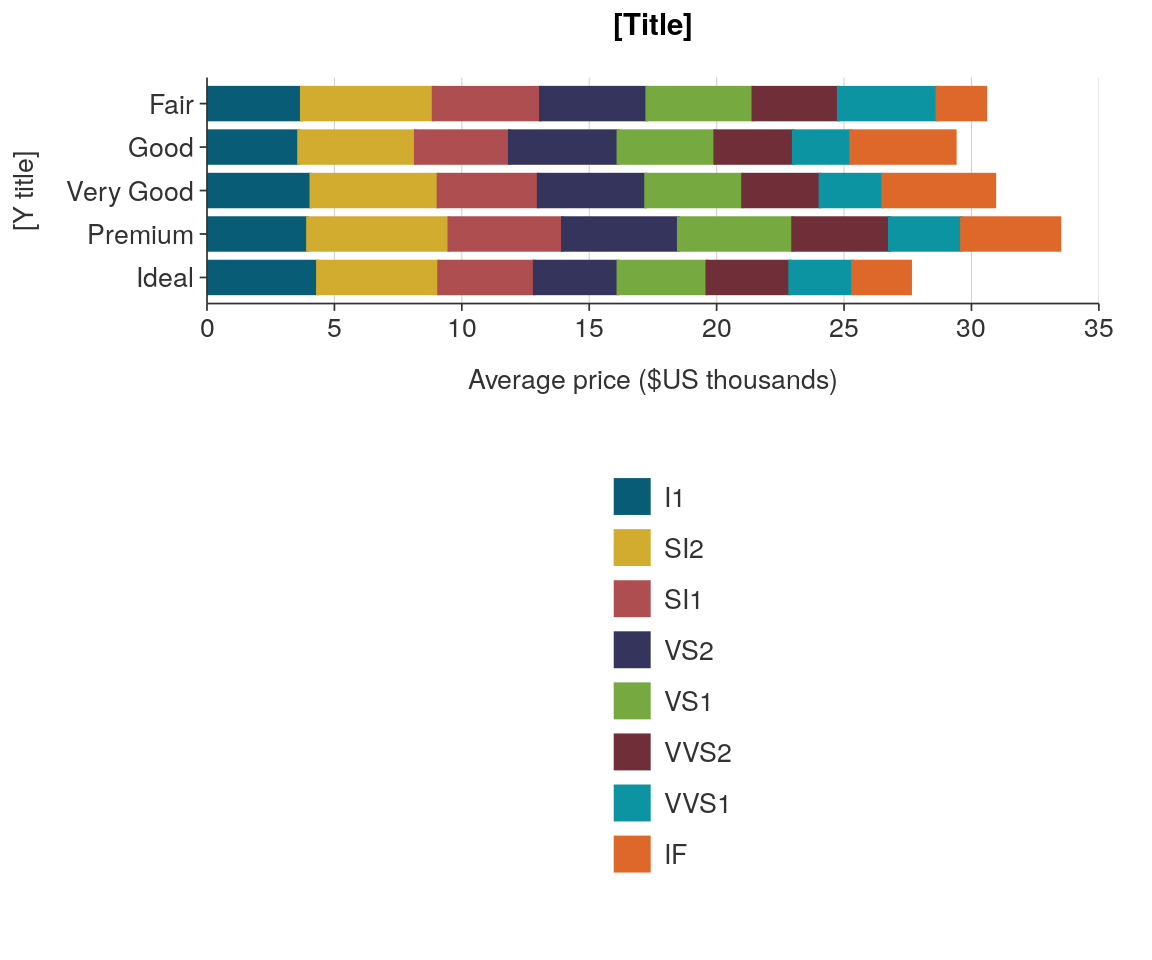 [Title]
[Y title]
Fair
Good
Very Good
Premium
Ideal
0 5 10 15 20 25 30 35
Average price ($US thousands)
I1
SI2
SI1
VS2
VS1
VVS2
VVS1
IF